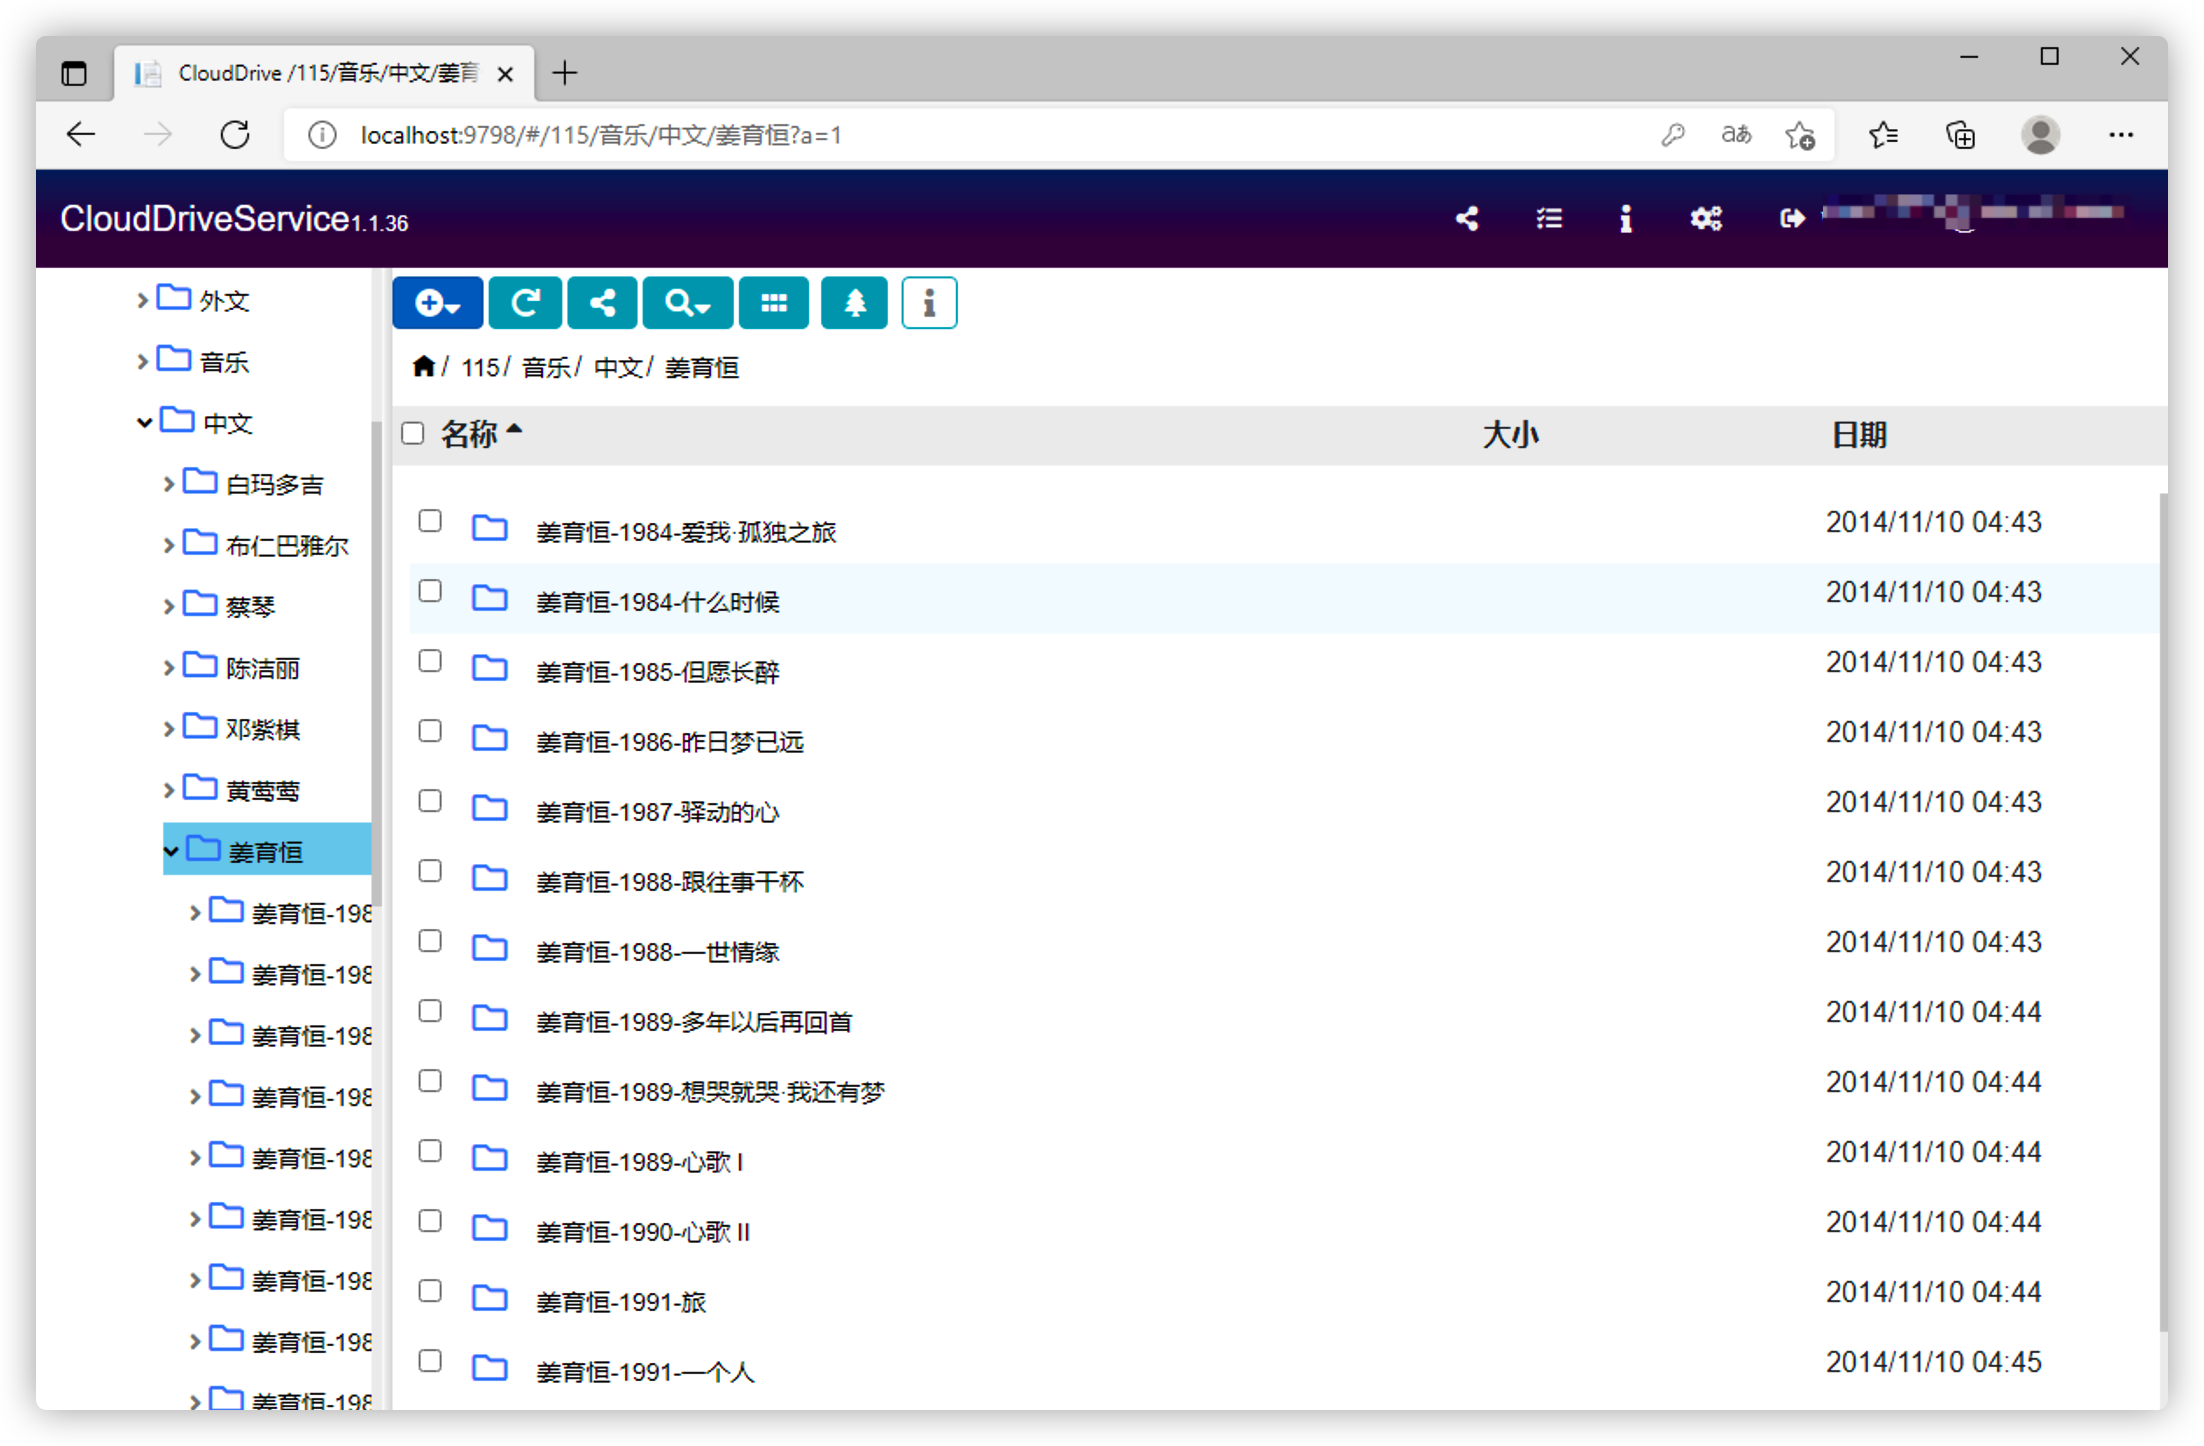 CloudDrive /115/音乐/中文/姜育
localhost:9798/#/115/音乐/中文/姜育恒?a=1
aあ
CloudDriveService1.1.36
外文
音乐
中文
白玛多吉
布仁巴雅尔
蔡琴
陈洁丽
邓紫棋
黄莺莺
姜育恒
姜育恒-198
姜育恒-198
姜育恒-198
姜育恒-198
姜育恒-198
姜育恒-198
姜育恒-198
姜育恒-198
姜育恒-198
/ 115/ 音乐/ 中文/ 姜育恒
名称 大小 日期
姜育恒-1984-爱我·孤独之旅 2014/11/10 04:43
姜育恒-1984-什么时候 2014/11/10 04:43
姜育恒-1985-但愿长醉 2014/11/10 04:43
姜育恒-1986-昨日梦已远 2014/11/10 04:43
姜育恒-1987-驿动的心 2014/11/10 04:43
姜育恒-1988-跟往事干杯 2014/11/10 04:43
姜育恒-1988-一世情缘 2014/11/10 04:43
姜育恒-1989-多年以后再回首 2014/11/10 04:44
姜育恒-1989-想哭就哭·我还有梦 2014/11/10 04:44
姜育恒-1989-心歌 I 2014/11/10 04:44
姜育恒-1990-心歌 II 2014/11/10 04:44
姜育恒-1991-旅 2014/11/10 04:44
姜育恒-1991-一个人 2014/11/10 04:45